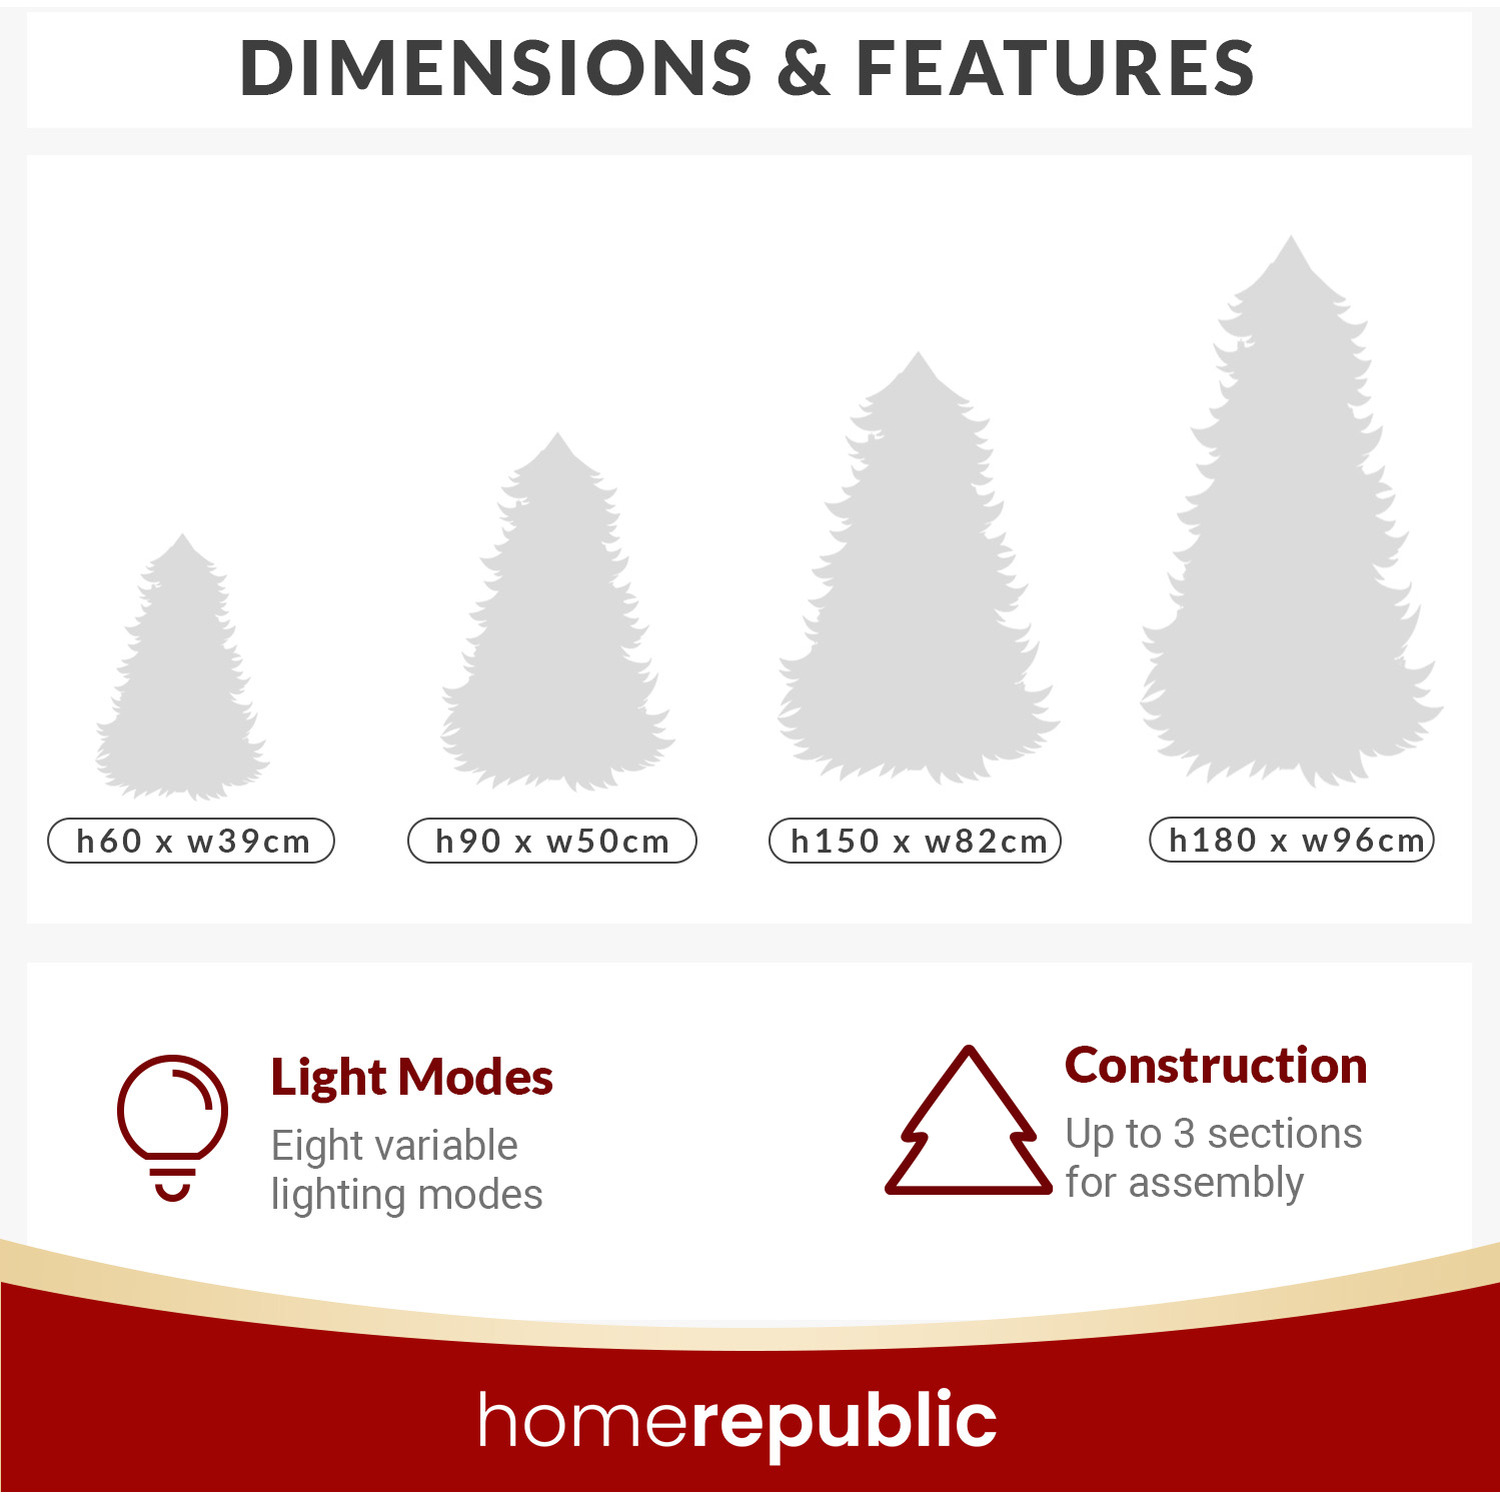 DIMENSIONS & FEATURES
h60 x w39cm
h90 x w50cm
h150 x w82cm
h180 x w96cm
Light Modes
Eight variable
lighting modes
Construction
Up to 3 sections
for assembly
homerepublic